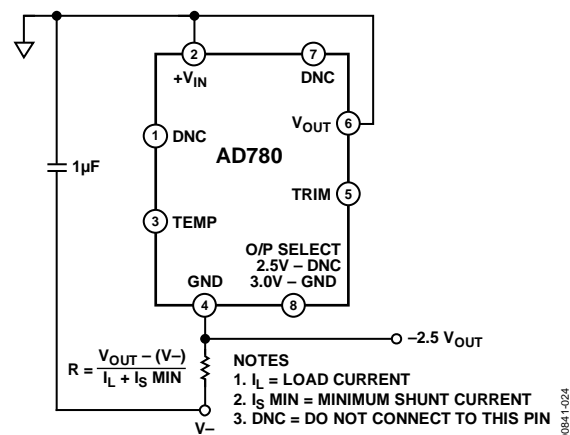 2
7
+VIN
DNC
VOUT 6
1 DNC
AD780
1µF
TRIM 5
3 TEMP
O/P SELECT
2.5V – DNC
3.0V – GND
GND
4
8
–2.5 VOUT
R = VOUT – (V–)
IL + IS MIN
NOTES
1. IL = LOAD CURRENT
2. IS MIN = MINIMUM SHUNT CURRENT
3. DNC = DO NOT CONNECT TO THIS PIN
V–
00841-024